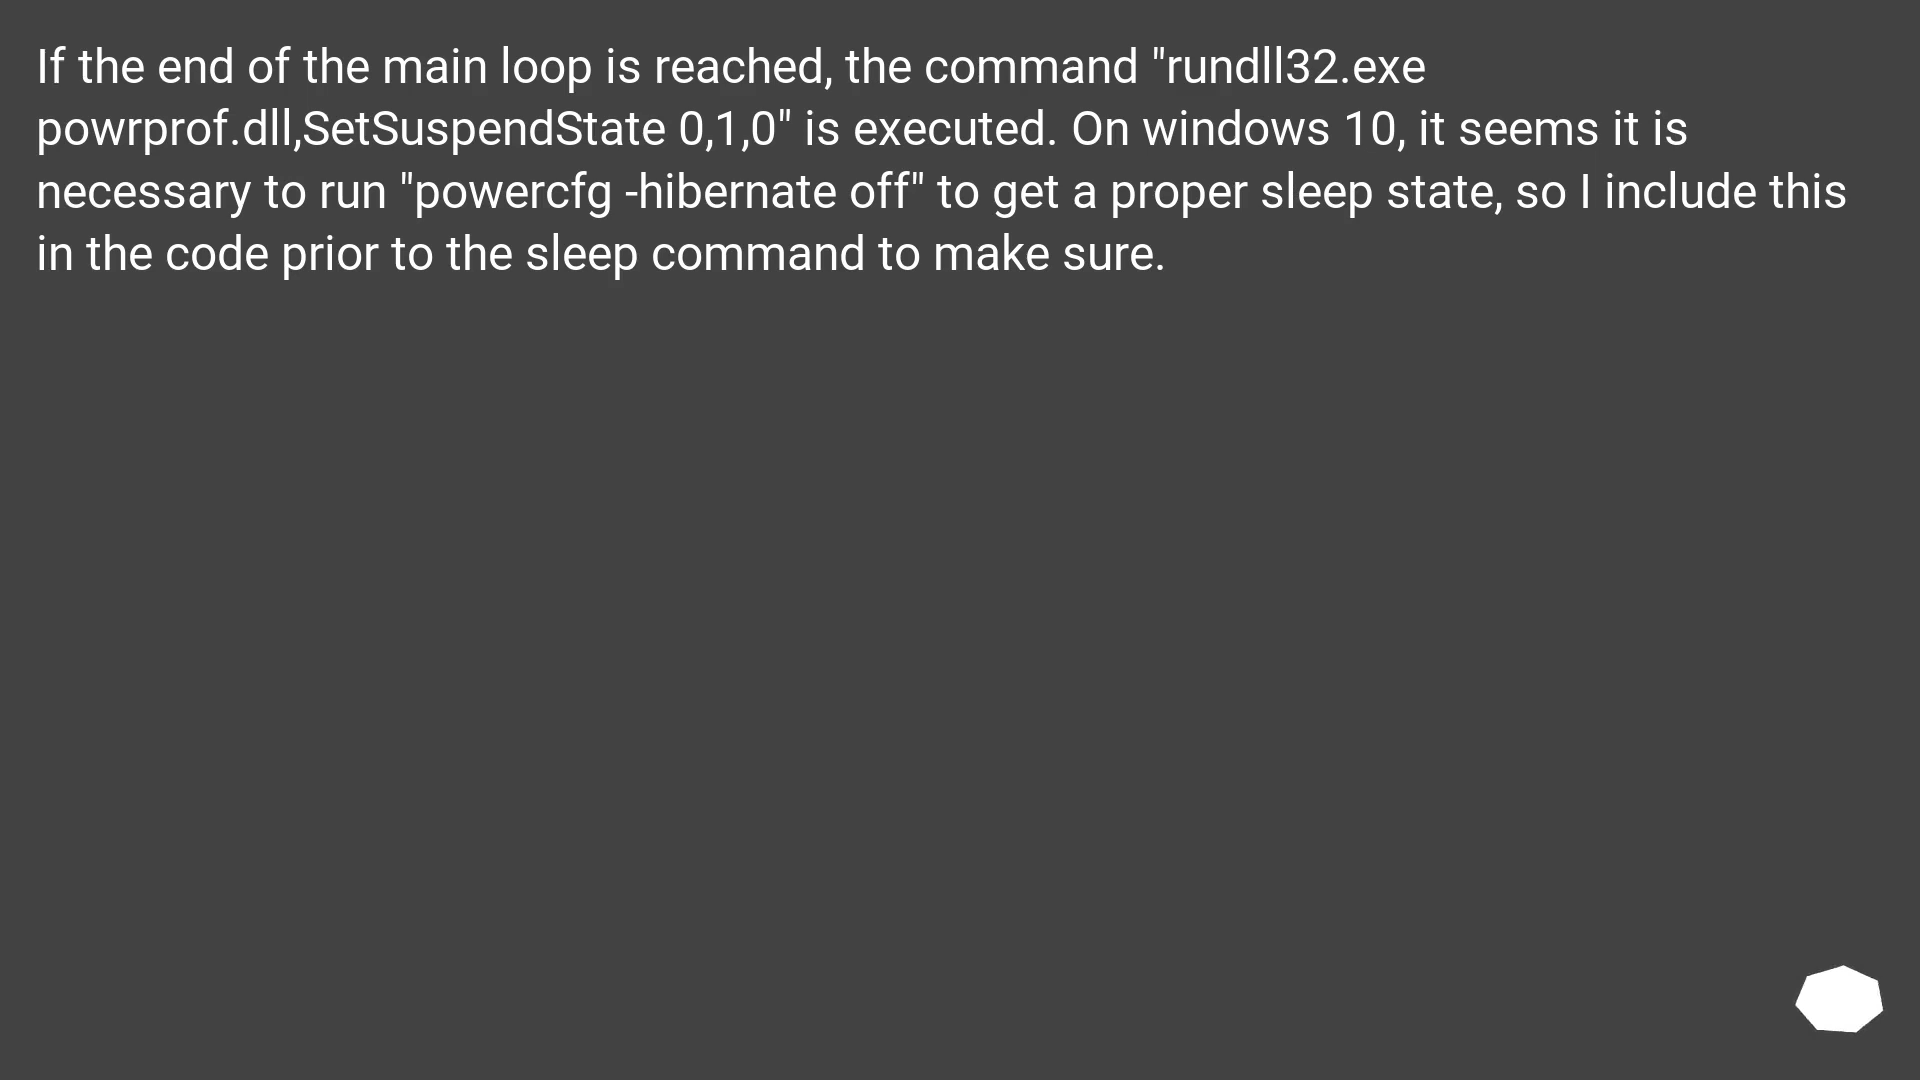 If the end of the main loop is reached, the command "rundll32.exe
powrprof.dll,SetSuspendState 0,1,0" is executed. On windows 10, it seems it is
necessary to run "powercfg -hibernate off" to get a proper sleep state, so I include this
in the code prior to the sleep command to make sure.